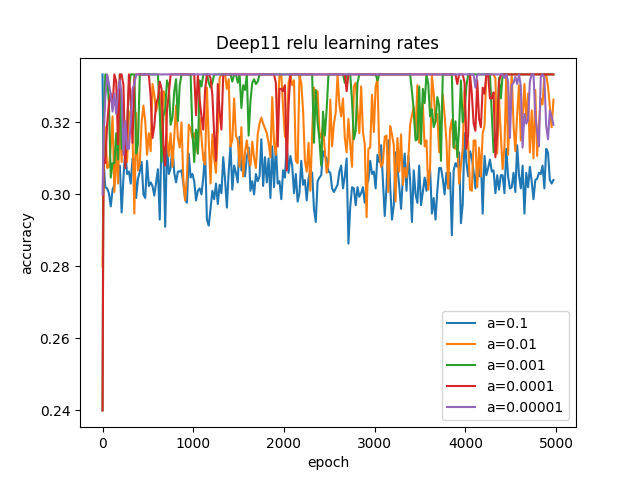 Deep11 relu learning rates
accuracy
0.32
0.30
0.28
0.26
0.24
0 1000 2000 3000 4000 5000
epoch
a=0.1
a=0.01
a=0.001
a=0.0001
a=0.00001